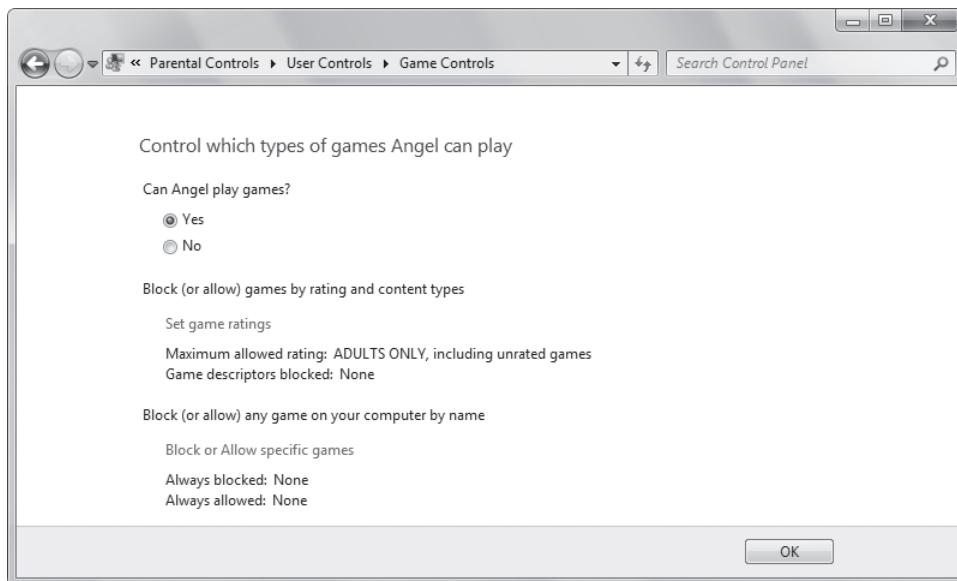 « Parental Controls ▸ User Controls ▸ Game Controls
Search Control Panel
Control which types of games Angel can play
Can Angel play games?
Yes
No
Block (or allow) games by rating and content types
Set game ratings
Maximum allowed rating: ADULTS ONLY, including unrated games
Game descriptors blocked: None
Block (or allow) any game on your computer by name
Block or Allow specific games
Always blocked: None
Always allowed: None
OK